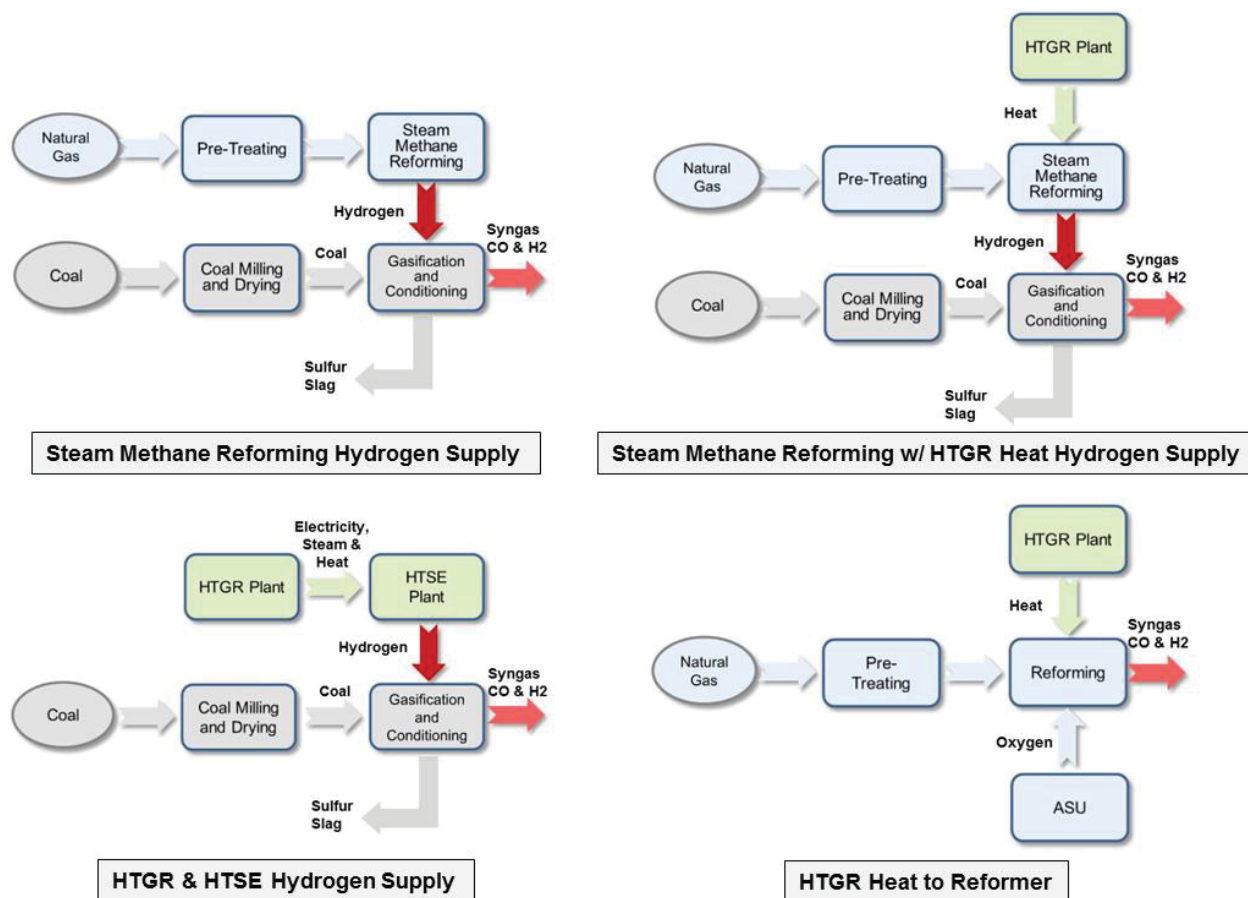 Natural
Gas
Pre-Treating
Steam
Methane
Reforming
Hydrogen
Syngas
CO & H2
Coal
Coal Milling
and Drying
Coal
Gasification
and
Conditioning
Sulfur
Slag
Steam Methane Reforming Hydrogen Supply
HTGR Plant
Heat
Natural
Gas
Pre-Treating
Steam
Methane
Reforming
Hydrogen
Syngas
CO & H2
Coal
Coal Milling
and Drying
Coal
Gasification
and
Conditioning
Sulfur
Slag
Steam Methane Reforming w/ HTGR Heat Hydrogen Supply
Electricity,
Steam &
Heat
HTGR Plant
HTSE
Plant
Hydrogen
Syngas
CO & H2
Coal
Coal Milling
and Drying
Coal
Gasification
and
Conditioning
Sulfur
Slag
HTGR & HTSE Hydrogen Supply
HTGR Plant
Heat
Syngas
CO & H2
Natural
Gas
Pre-
Treating
Reforming
Oxygen
ASU
HTGR Heat to Reformer